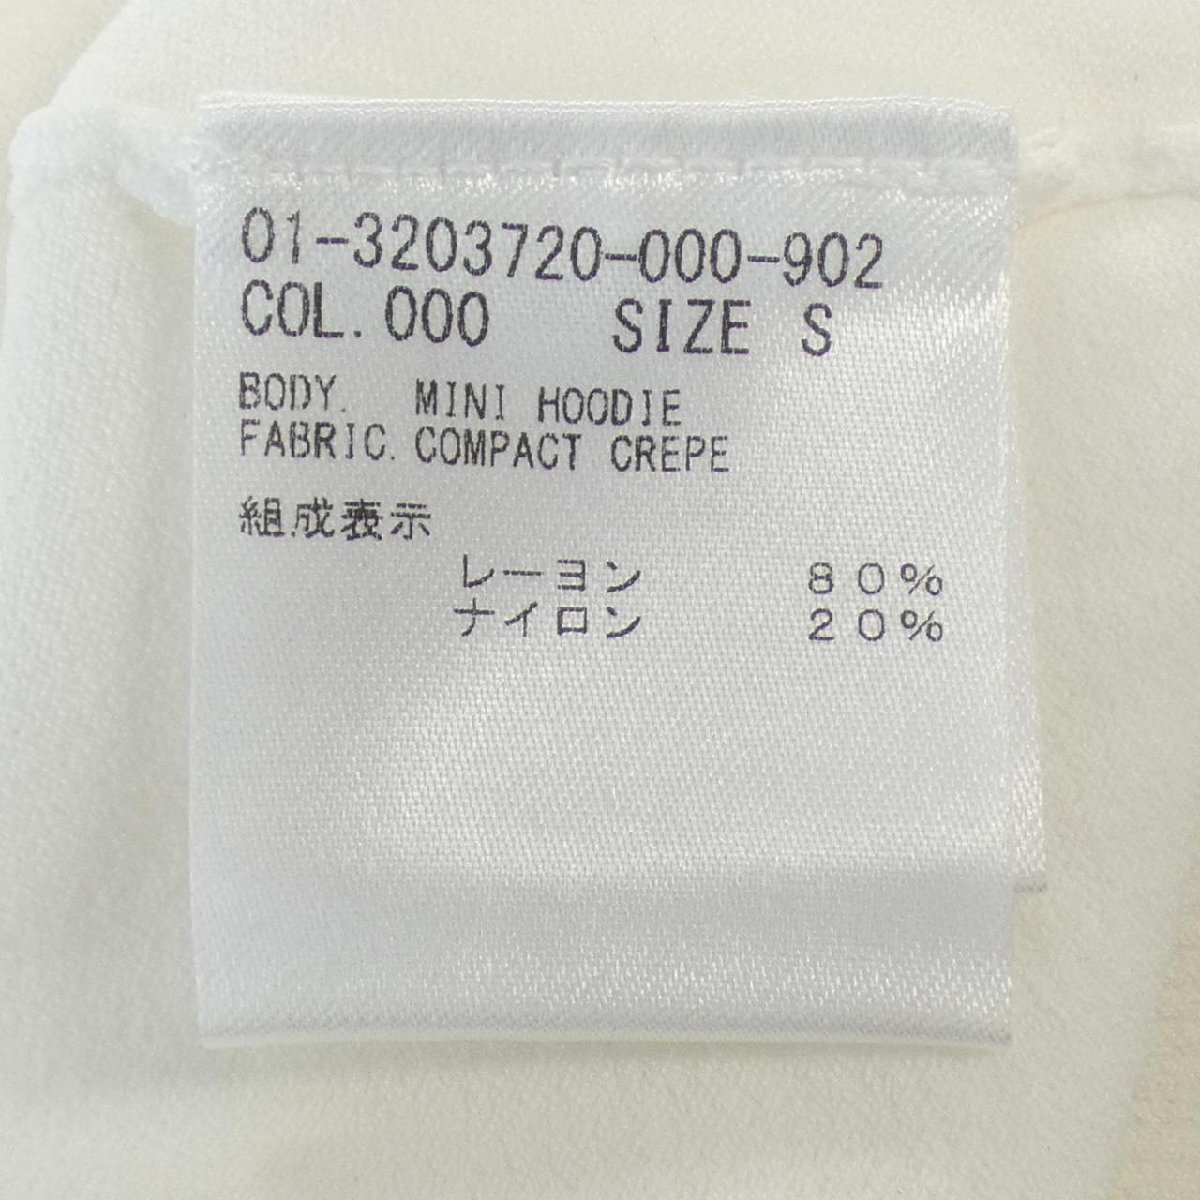 01-3203720-000-902
COL.000 SIZE S
BODY. MINI HOODIE
FABRIC.COMPACT CREPE
組成表示
レーヨン 80%
ナイロン 20%